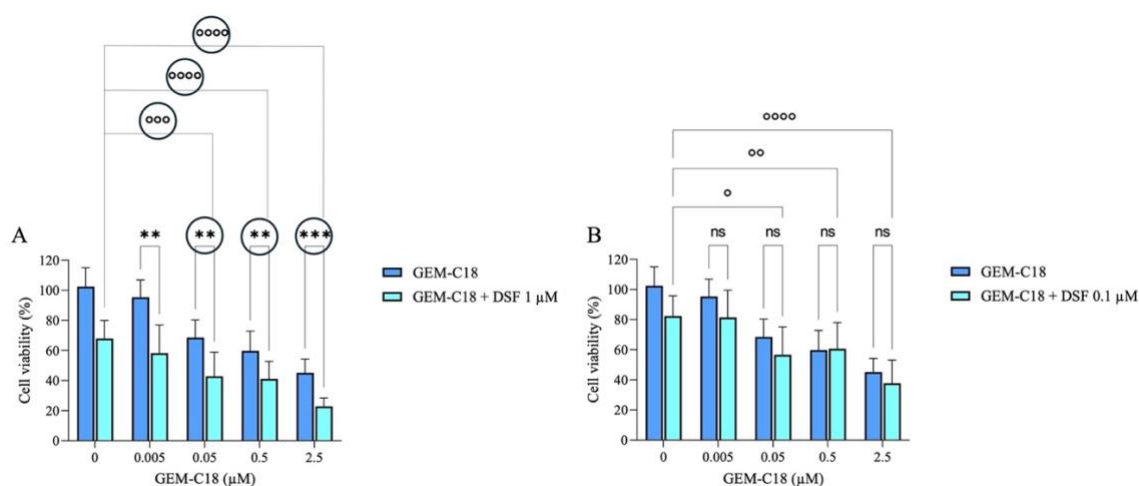 °°°°
°°°°
°°°
** ** ** ***
A
120
100
80
60
40
20
0
Cell viability (%)
0 0.005 0.05 0.5 2.5
GEM-C18 (µM)
GEM-C18
GEM-C18 + DSF 1 µM
°°°°
°°
°
ns ns ns ns
B
120
100
80
60
40
20
0
Cell viability (%)
0 0.005 0.05 0.5 2.5
GEM-C18 (µM)
GEM-C18
GEM-C18 + DSF 0.1 µM